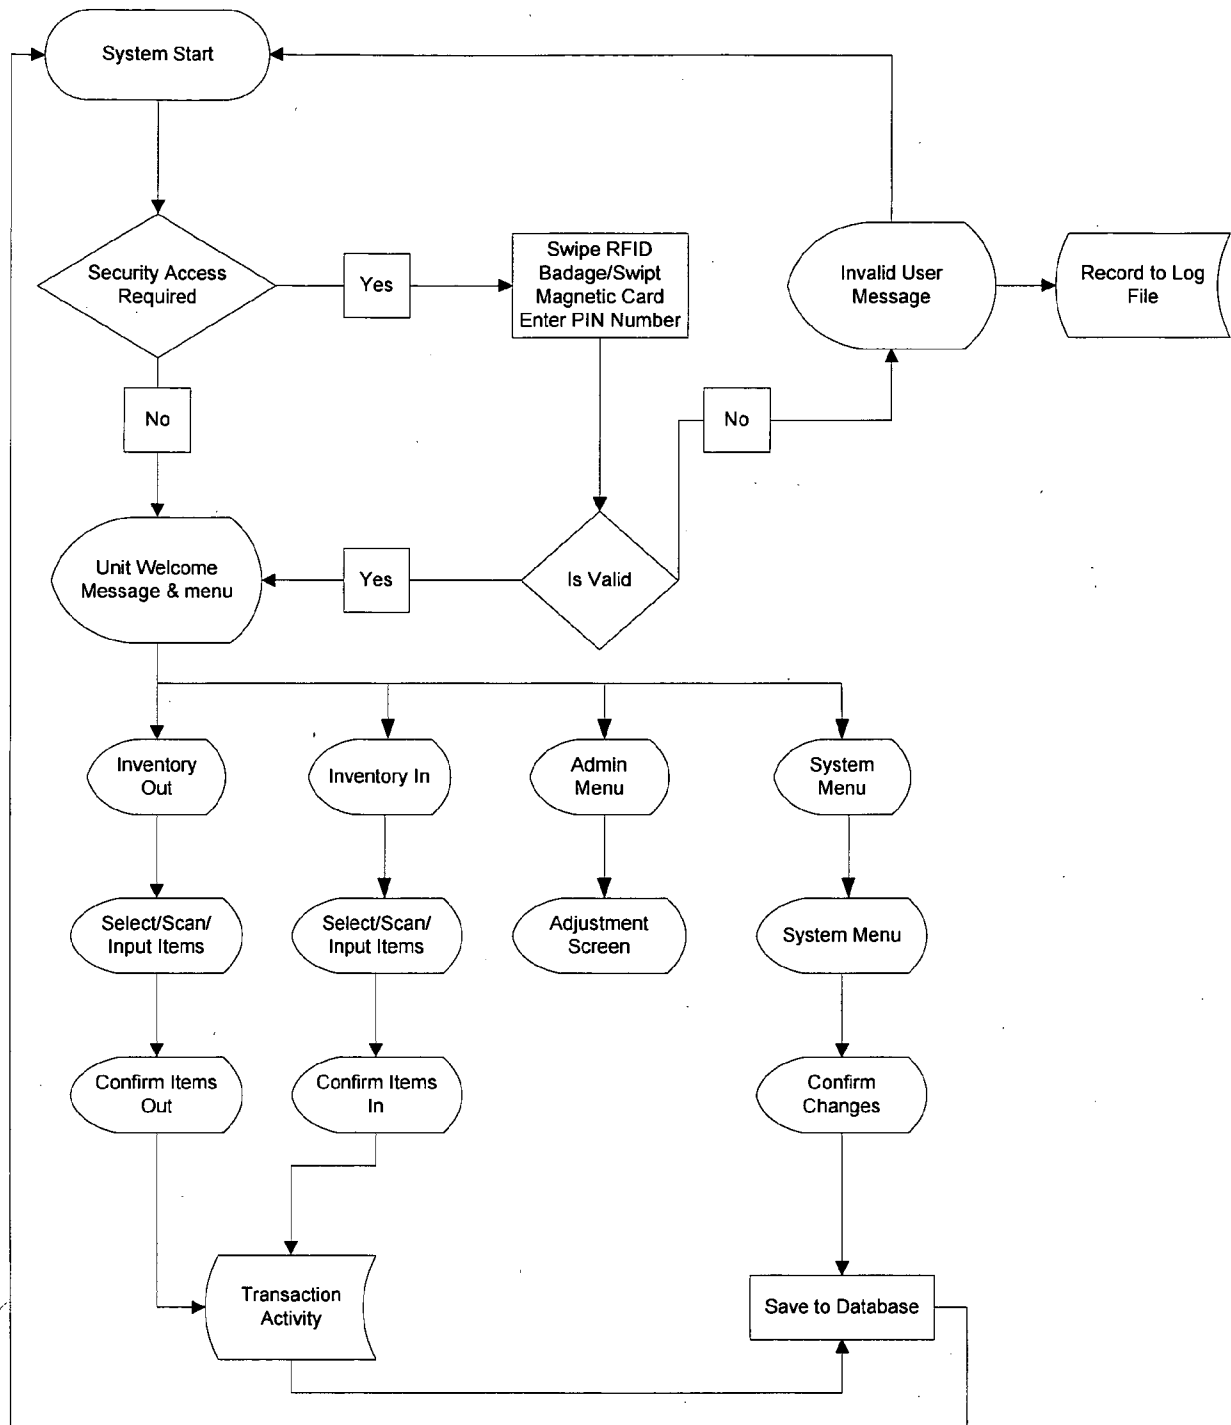 System Start
Security Access
Required
Yes
Swipe RFID
Badage/Swipt
Magnetic Card
Enter PIN Number
Invalid User
Message
Record to Log
File
No
No
Unit Welcome
Message & menu
Yes
Is Valid
Inventory
Out
Inventory In
Admin
Menu
System
Menu
Select/Scan/
Input Items
Select/Scan/
Input Items
Adjustment
Screen
System Menu
Confirm Items
Out
Confirm Items
In
Confirm
Changes
Transaction
Activity
Save to Database